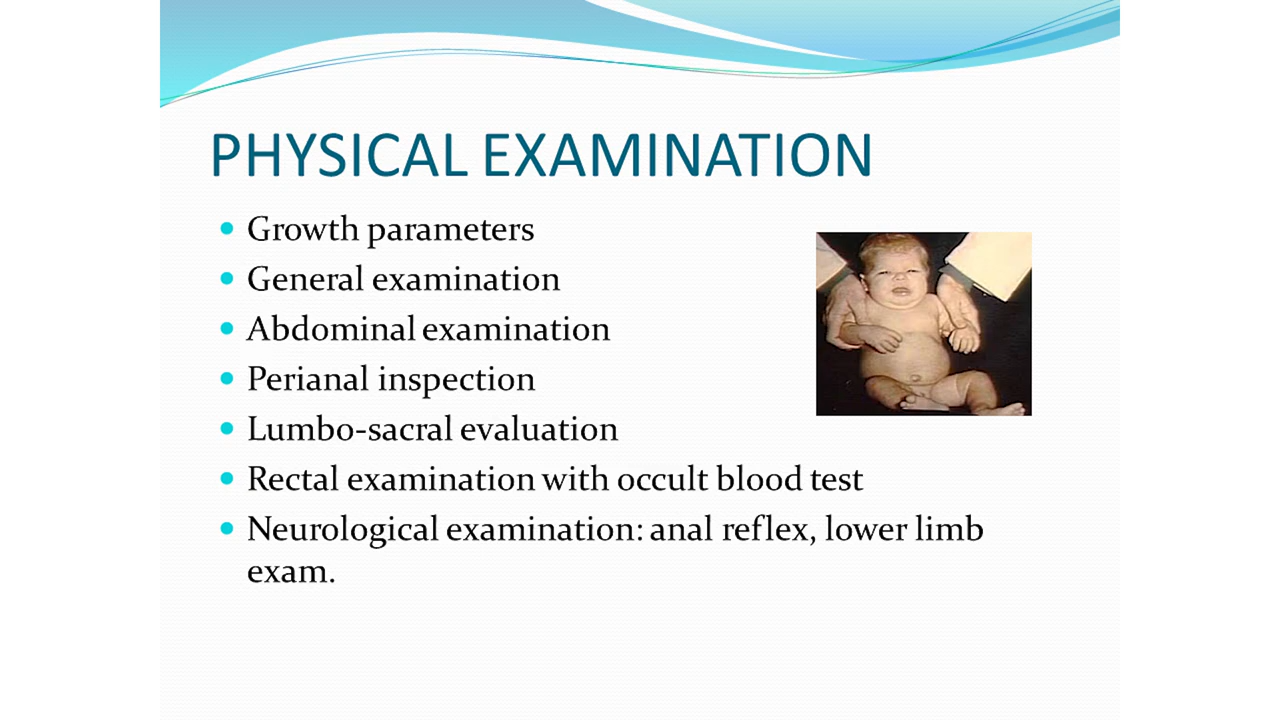 PHYSICAL EXAMINATION
Growth parameters
General examination
Abdominal examination
Perianal inspection
Lumbo-sacral evaluation
Rectal examination with occult blood test
Neurological examination: anal reflex, lower limb
exam.